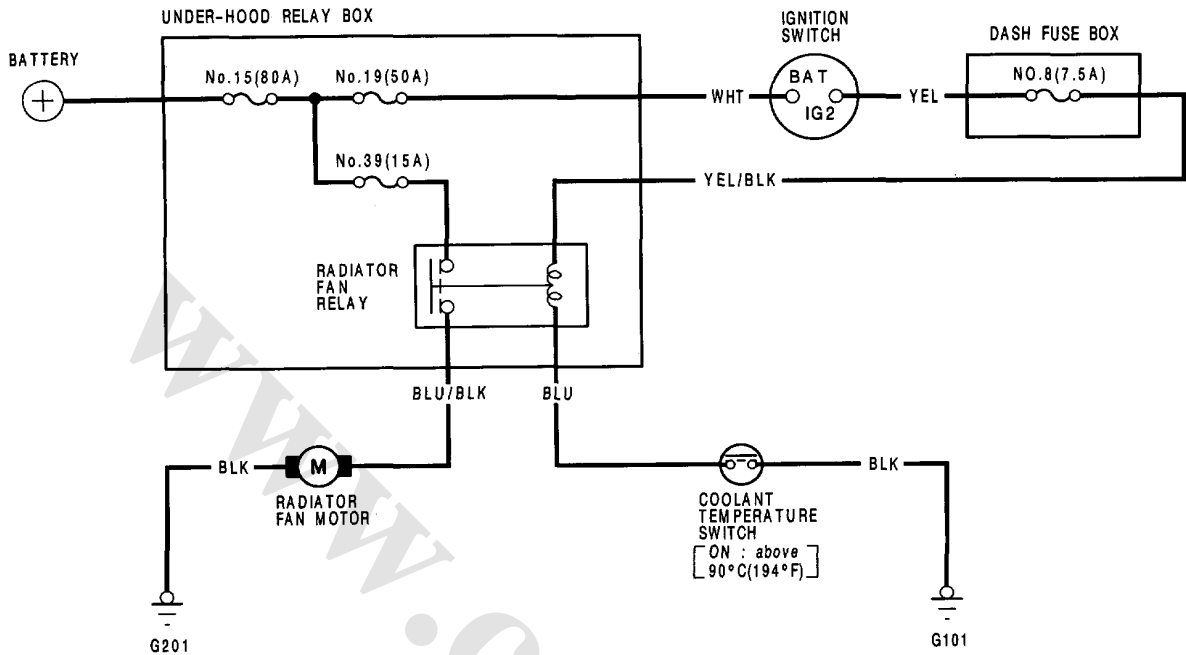 UNDER-HOOD RELAY BOX
IGNITION
SWITCH
DASH FUSE BOX
BATTERY
No.15(80A)
No.19(50A)
BAT
IG2
NO.8(7.5A)
WHT
YEL
No.39(15A)
YEL/BLK
RADIATOR
FAN
RELAY
BLU/BLK
BLU
BLK
M
BLK
RADIATOR
FAN MOTOR
COOLANT
TEMPERATURE
SWITCH
[ON : above
90°C(194°F)]
G201
G101
www.